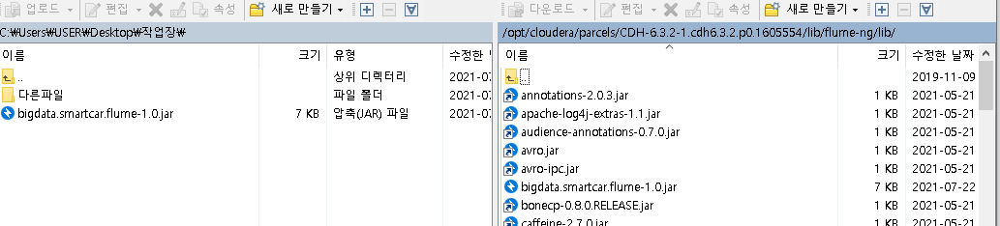 업로드 편집 속성 새로 만들기
C:₩Users₩USER₩Desktop₩작업장₩
이름 크기 유형 수정한
.. 상위 디렉터리 2021-07
다른파일 파일 폴더 2021-07
bigdata.smartcar.flume-1.0.jar 7 KB 압축(JAR) 파일 2021-07
다운로드 편집 속성 새로 만들기
/opt/cloudera/parcels/CDH-6.3.2-1.cdh6.3.2.p0.1605554/lib/flume-ng/lib/
이름 크기 수정한 날짜
.. 2019-11-09
annotations-2.0.3.jar 1 KB 2021-05-21
apache-log4j-extras-1.1.jar 1 KB 2021-05-21
audience-annotations-0.7.0.jar 1 KB 2021-05-21
avro.jar 1 KB 2021-05-21
avro-ipc.jar 1 KB 2021-05-21
bigdata.smartcar.flume-1.0.jar 7 KB 2021-07-22
bonecp-0.8.0.RELEASE.jar 1 KB 2021-05-21
caffeine-2.7.0.jar 1 KB 2021-05-21